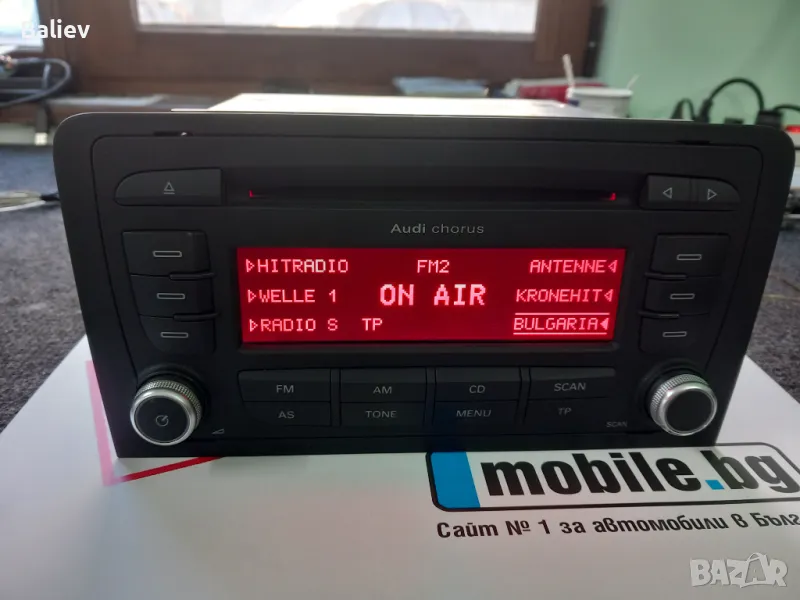 Baliev
Audi chorus
HITRADIO FM2 ANTENNE
WELLE 1 ON AIR KRONEHIT
RADIO S TP BULGARIA
FM AM CD SCAN
AS TONE MENU TP
SCAN
mobile.bg
Сайт № 1 за автомобили в Бълг
BAZAR